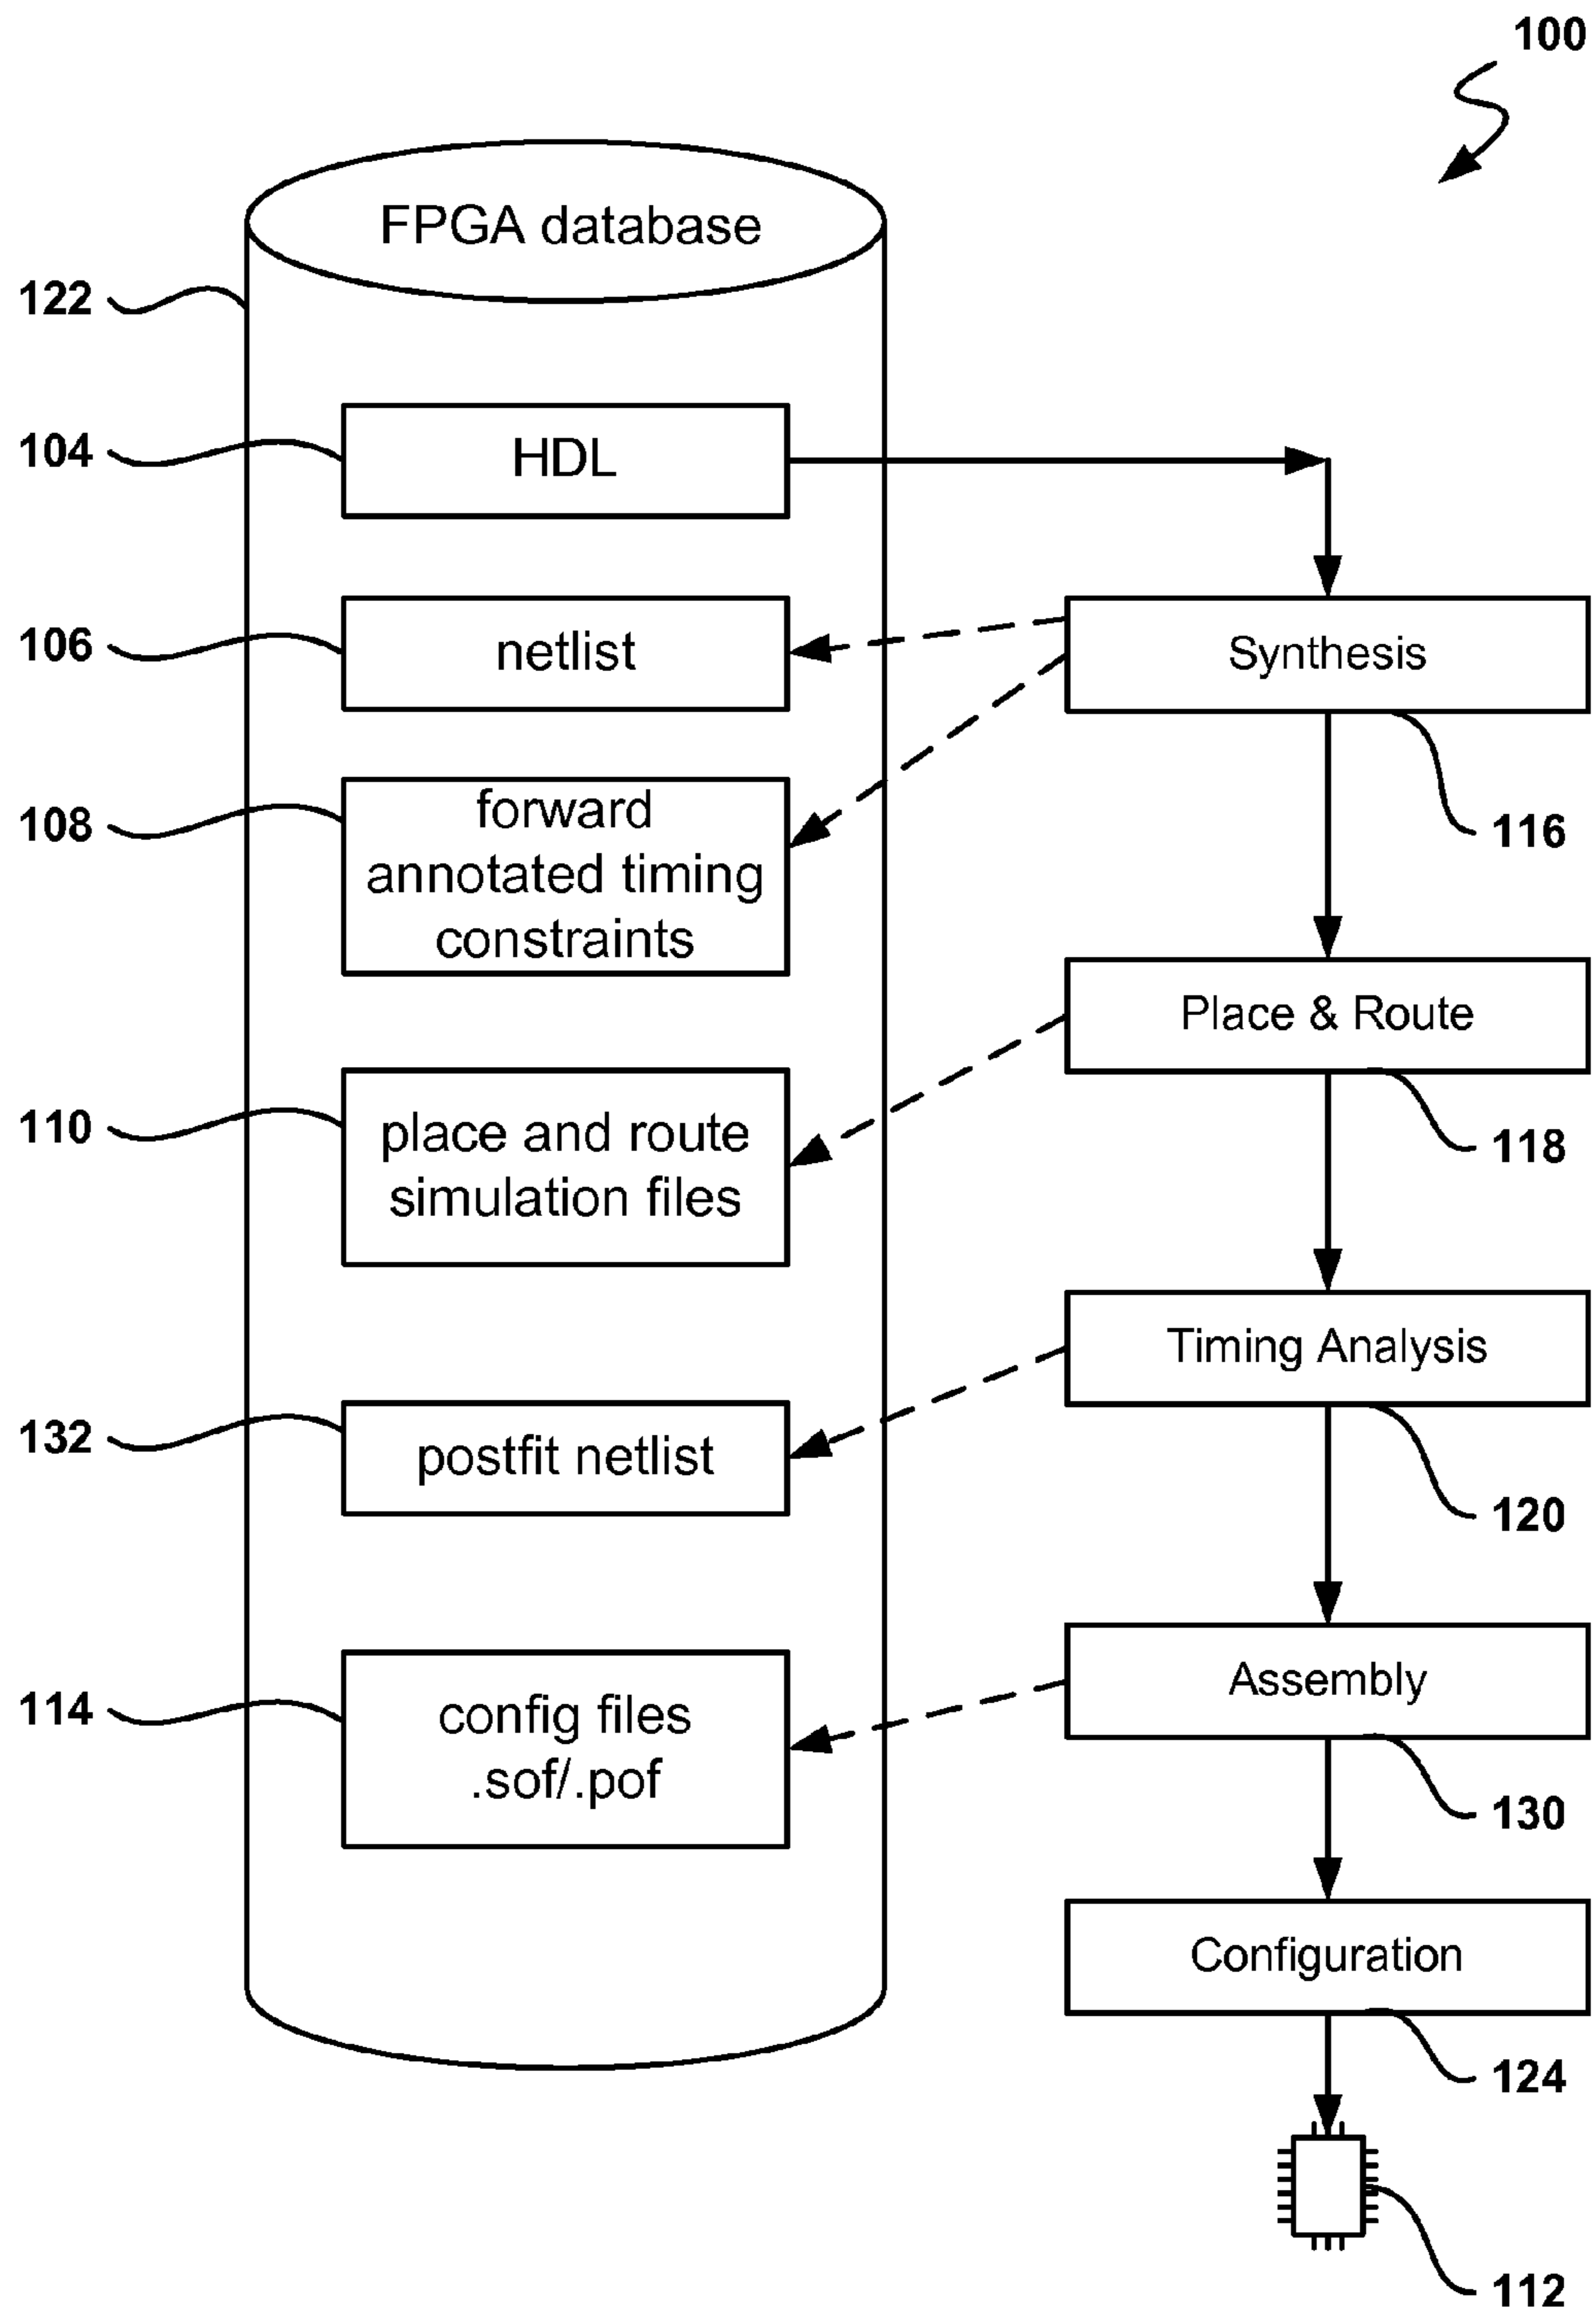 100
FPGA database
122
104
HDL
106
netlist
Synthesis
108
forward
annotated timing
constraints
116
Place & Route
110
place and route
simulation files
118
Timing Analysis
132
postfit netlist
120
Assembly
114
config files
.sof/.pof
130
Configuration
124
112